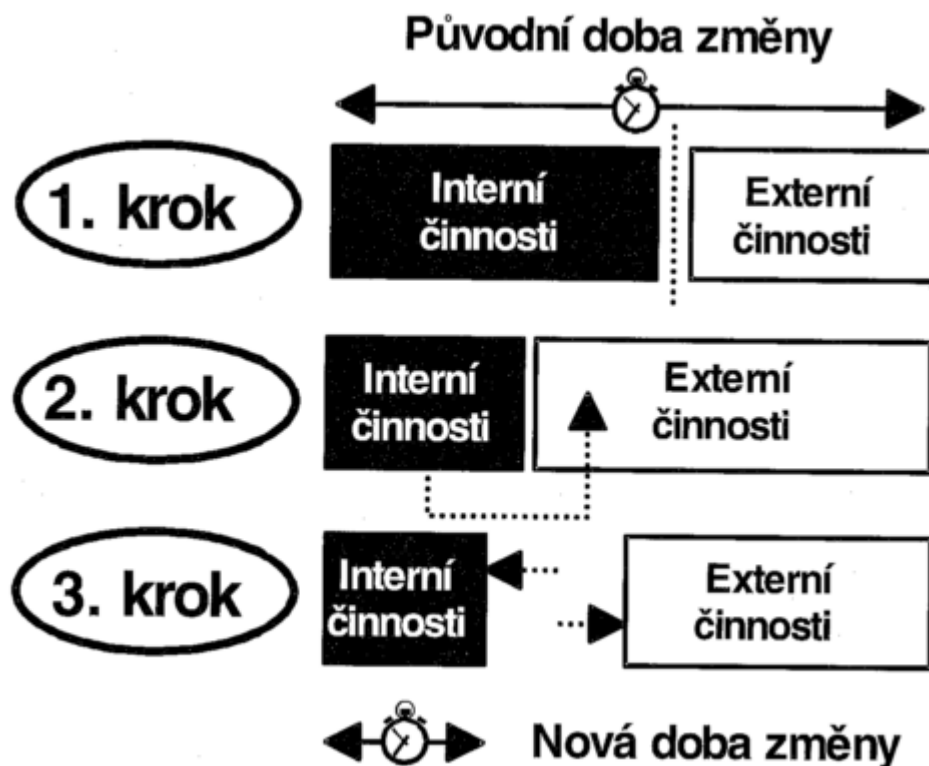 Původní doba změny
1. krok
Interní
činnosti
Externí
činnosti
2. krok
Interní
činnosti
Externí
činnosti
3. krok
Interní
činnosti
Externí
činnosti
Nová doba změny